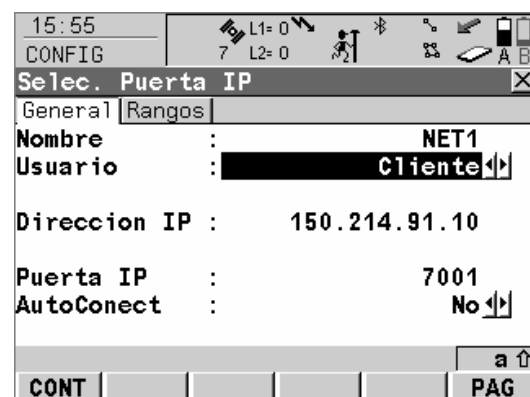 15:55
CONFIG
L1= 0
7 L2= 0
A B
Selec. Puerta IP
General Rangos
Nombre : NET1
Usuario : Cliente
Direccion IP : 150.214.91.10
Puerta IP : 7001
AutoConect : No
a
CONT PAG